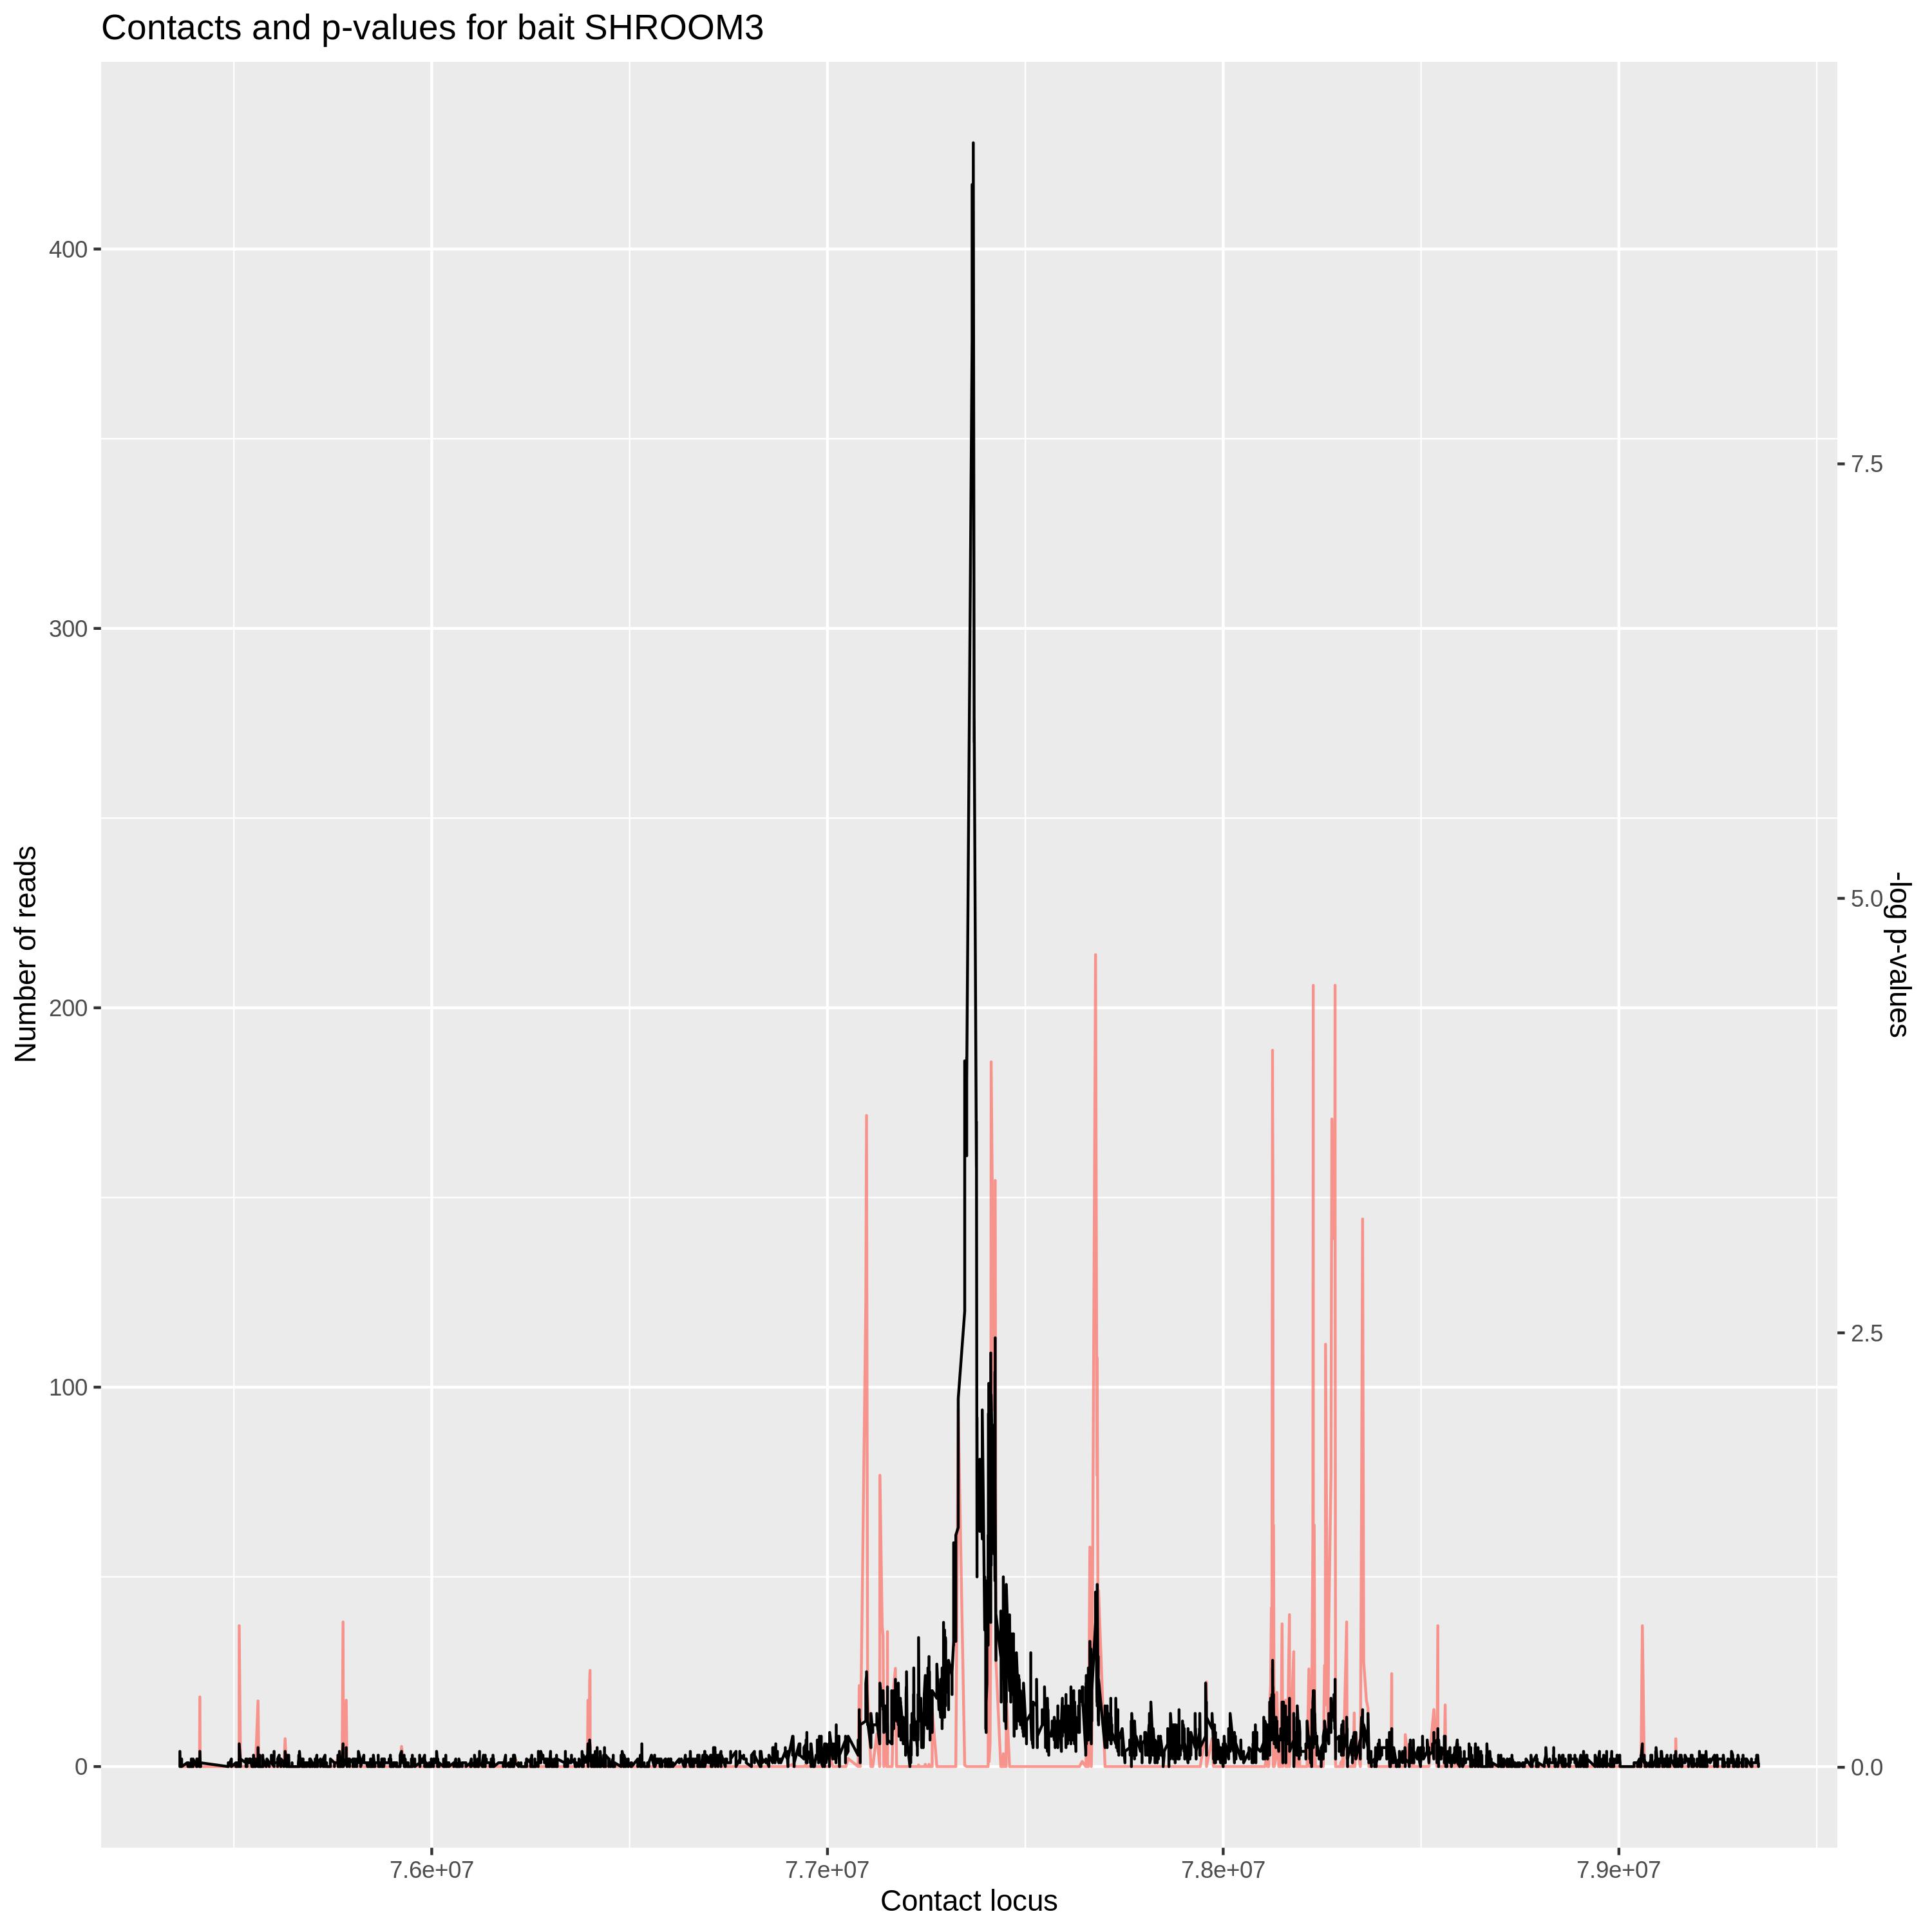 Contacts and p-values for bait SHROOM3
400
300
200
100
0
Number of reads
7.5
5.0
2.5
0.0
-log p-values
7.6e+07
7.7e+07
7.8e+07
7.9e+07
Contact locus